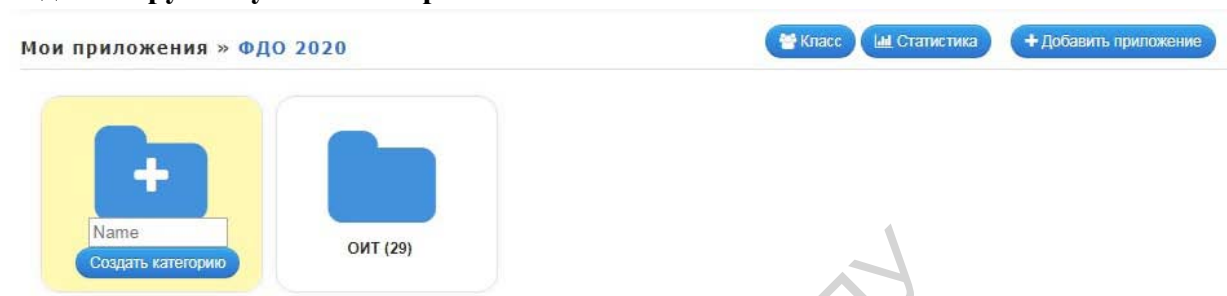 Мои приложения » ФДО 2020
Класс
Статистика
Добавить приложение
Name
Создать категорию
ОИТ (29)